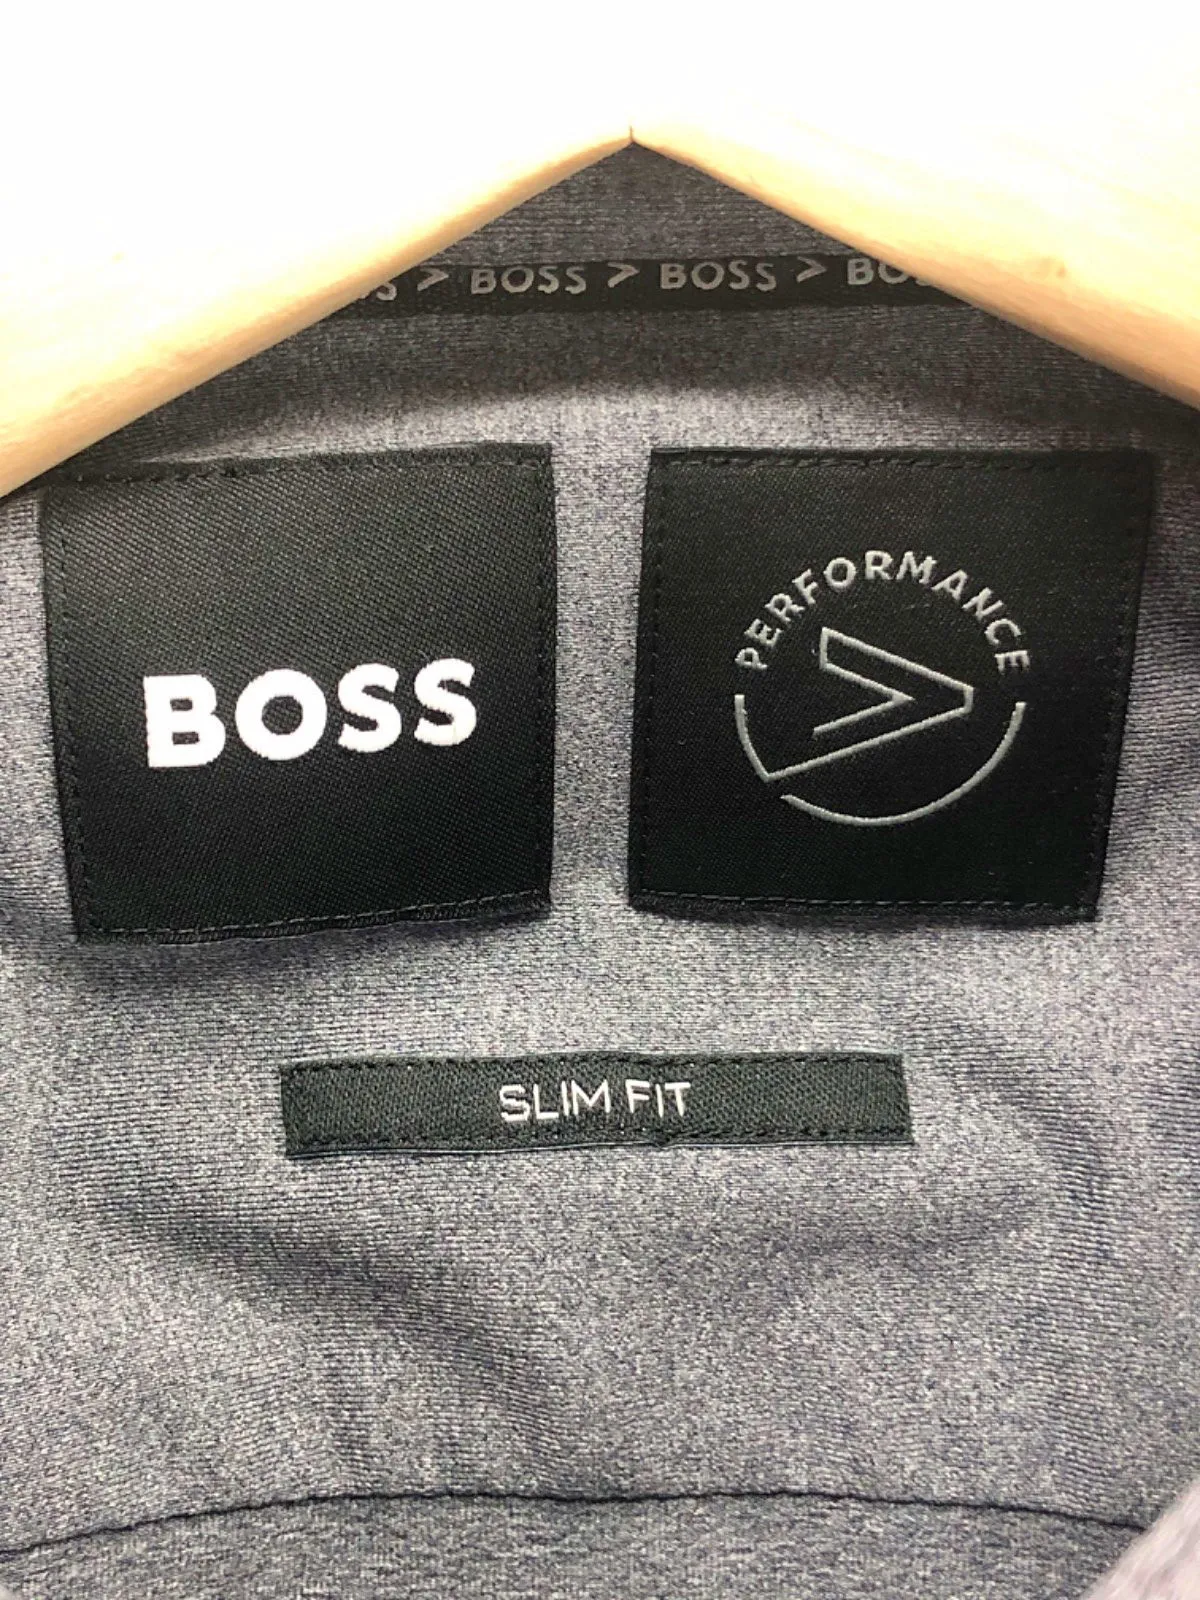 > BOSS > BOSS >
BOSS
PERFORMANCE
SLIM FIT